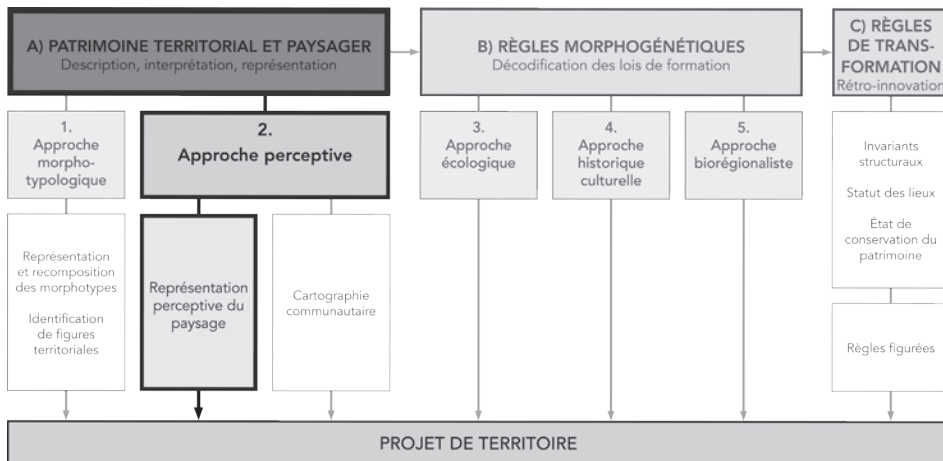 A) PATRIMOINE TERRITORIAL ET PAYSAGER
Description, interprétation, représentation
B) RÈGLES MORPHOGÉNÉTIQUES
Décodification des lois de formation
C) RÈGLES
DE TRANS-
FORMATION
Rétro-innovation
1.
Approche
morpho-
typologique
2.
Approche perceptive
3.
Approche
écologique
4.
Approche
historique
culturelle
5.
Approche
biorégionaliste
Invariants
structuraux
Statut des lieux
État de
conservation du
patrimoine
Représentation
et recomposition
des morphotypes
Identification
de figures
territoriales
Représentation
perceptive du
paysage
Cartographie
communautaire
Règles figurées
PROJET DE TERRITOIRE